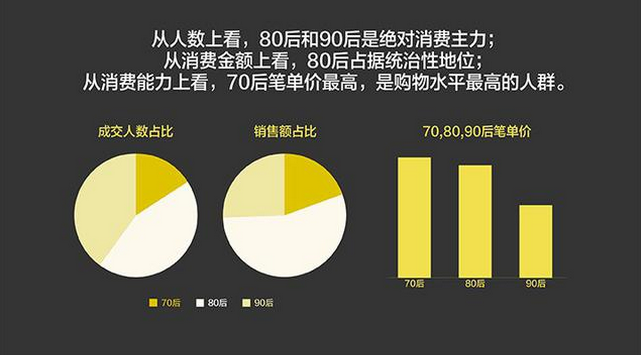 从人数上看，80后和90后是绝对消费主力；
从消费金额上看，80后占据统治性地位；
从消费能力上看，70后笔单价最高，是购物水平最高的人群。
成交人数占比
销售额占比
70,80,90后笔单价
70后
80后
90后
70后
80后
90后